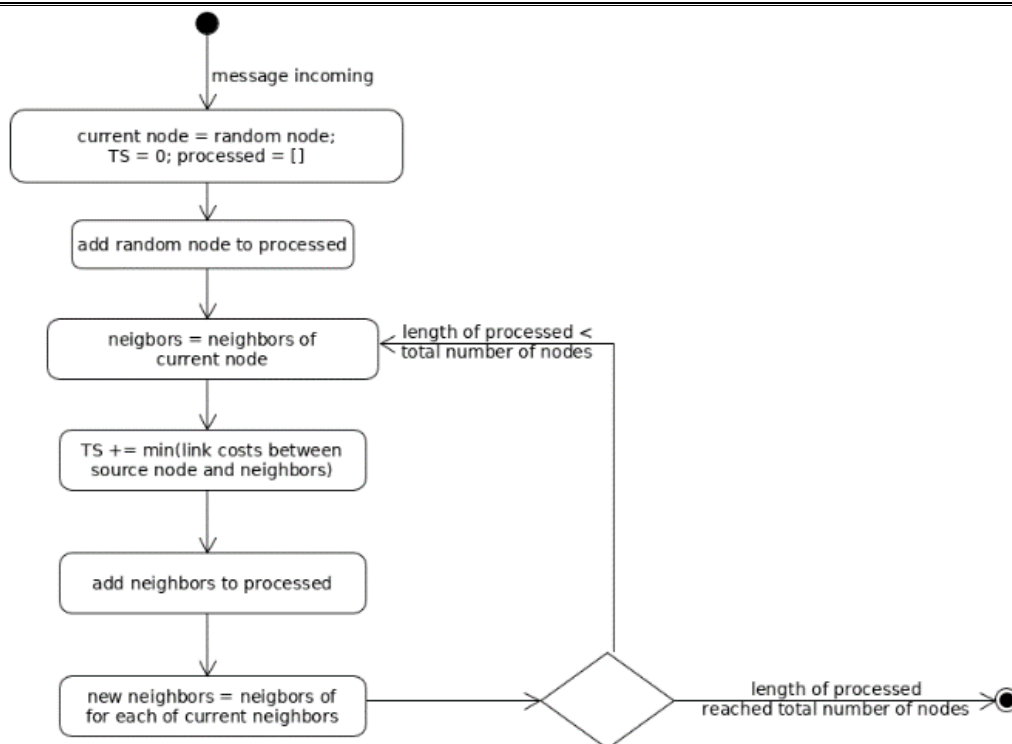 message incoming
current node = random node;
TS = 0; processed = []
add random node to processed
neigbors = neighbors of
current node
length of processed <
total number of nodes
TS += min(link costs between
source node and neighbors)
add neighbors to processed
new neighbors = neigbors of
for each of current neighbors
length of processed
reached total number of nodes